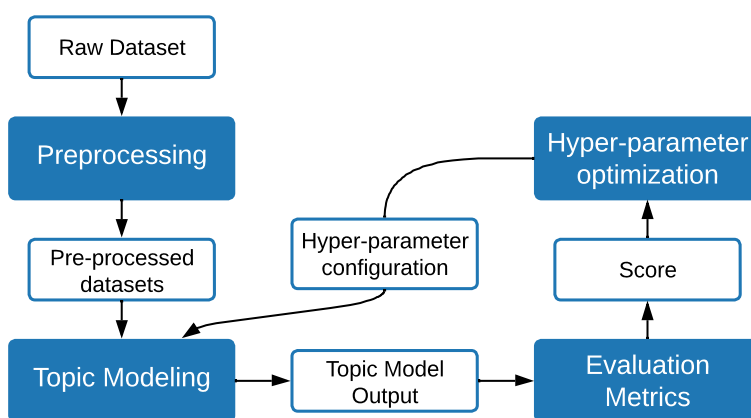 Raw Dataset
Preprocessing
Pre-processed
datasets
Topic Modeling
Hyper-parameter
configuration
Topic Model
Output
Hyper-parameter
optimization
Score
Evaluation
Metrics